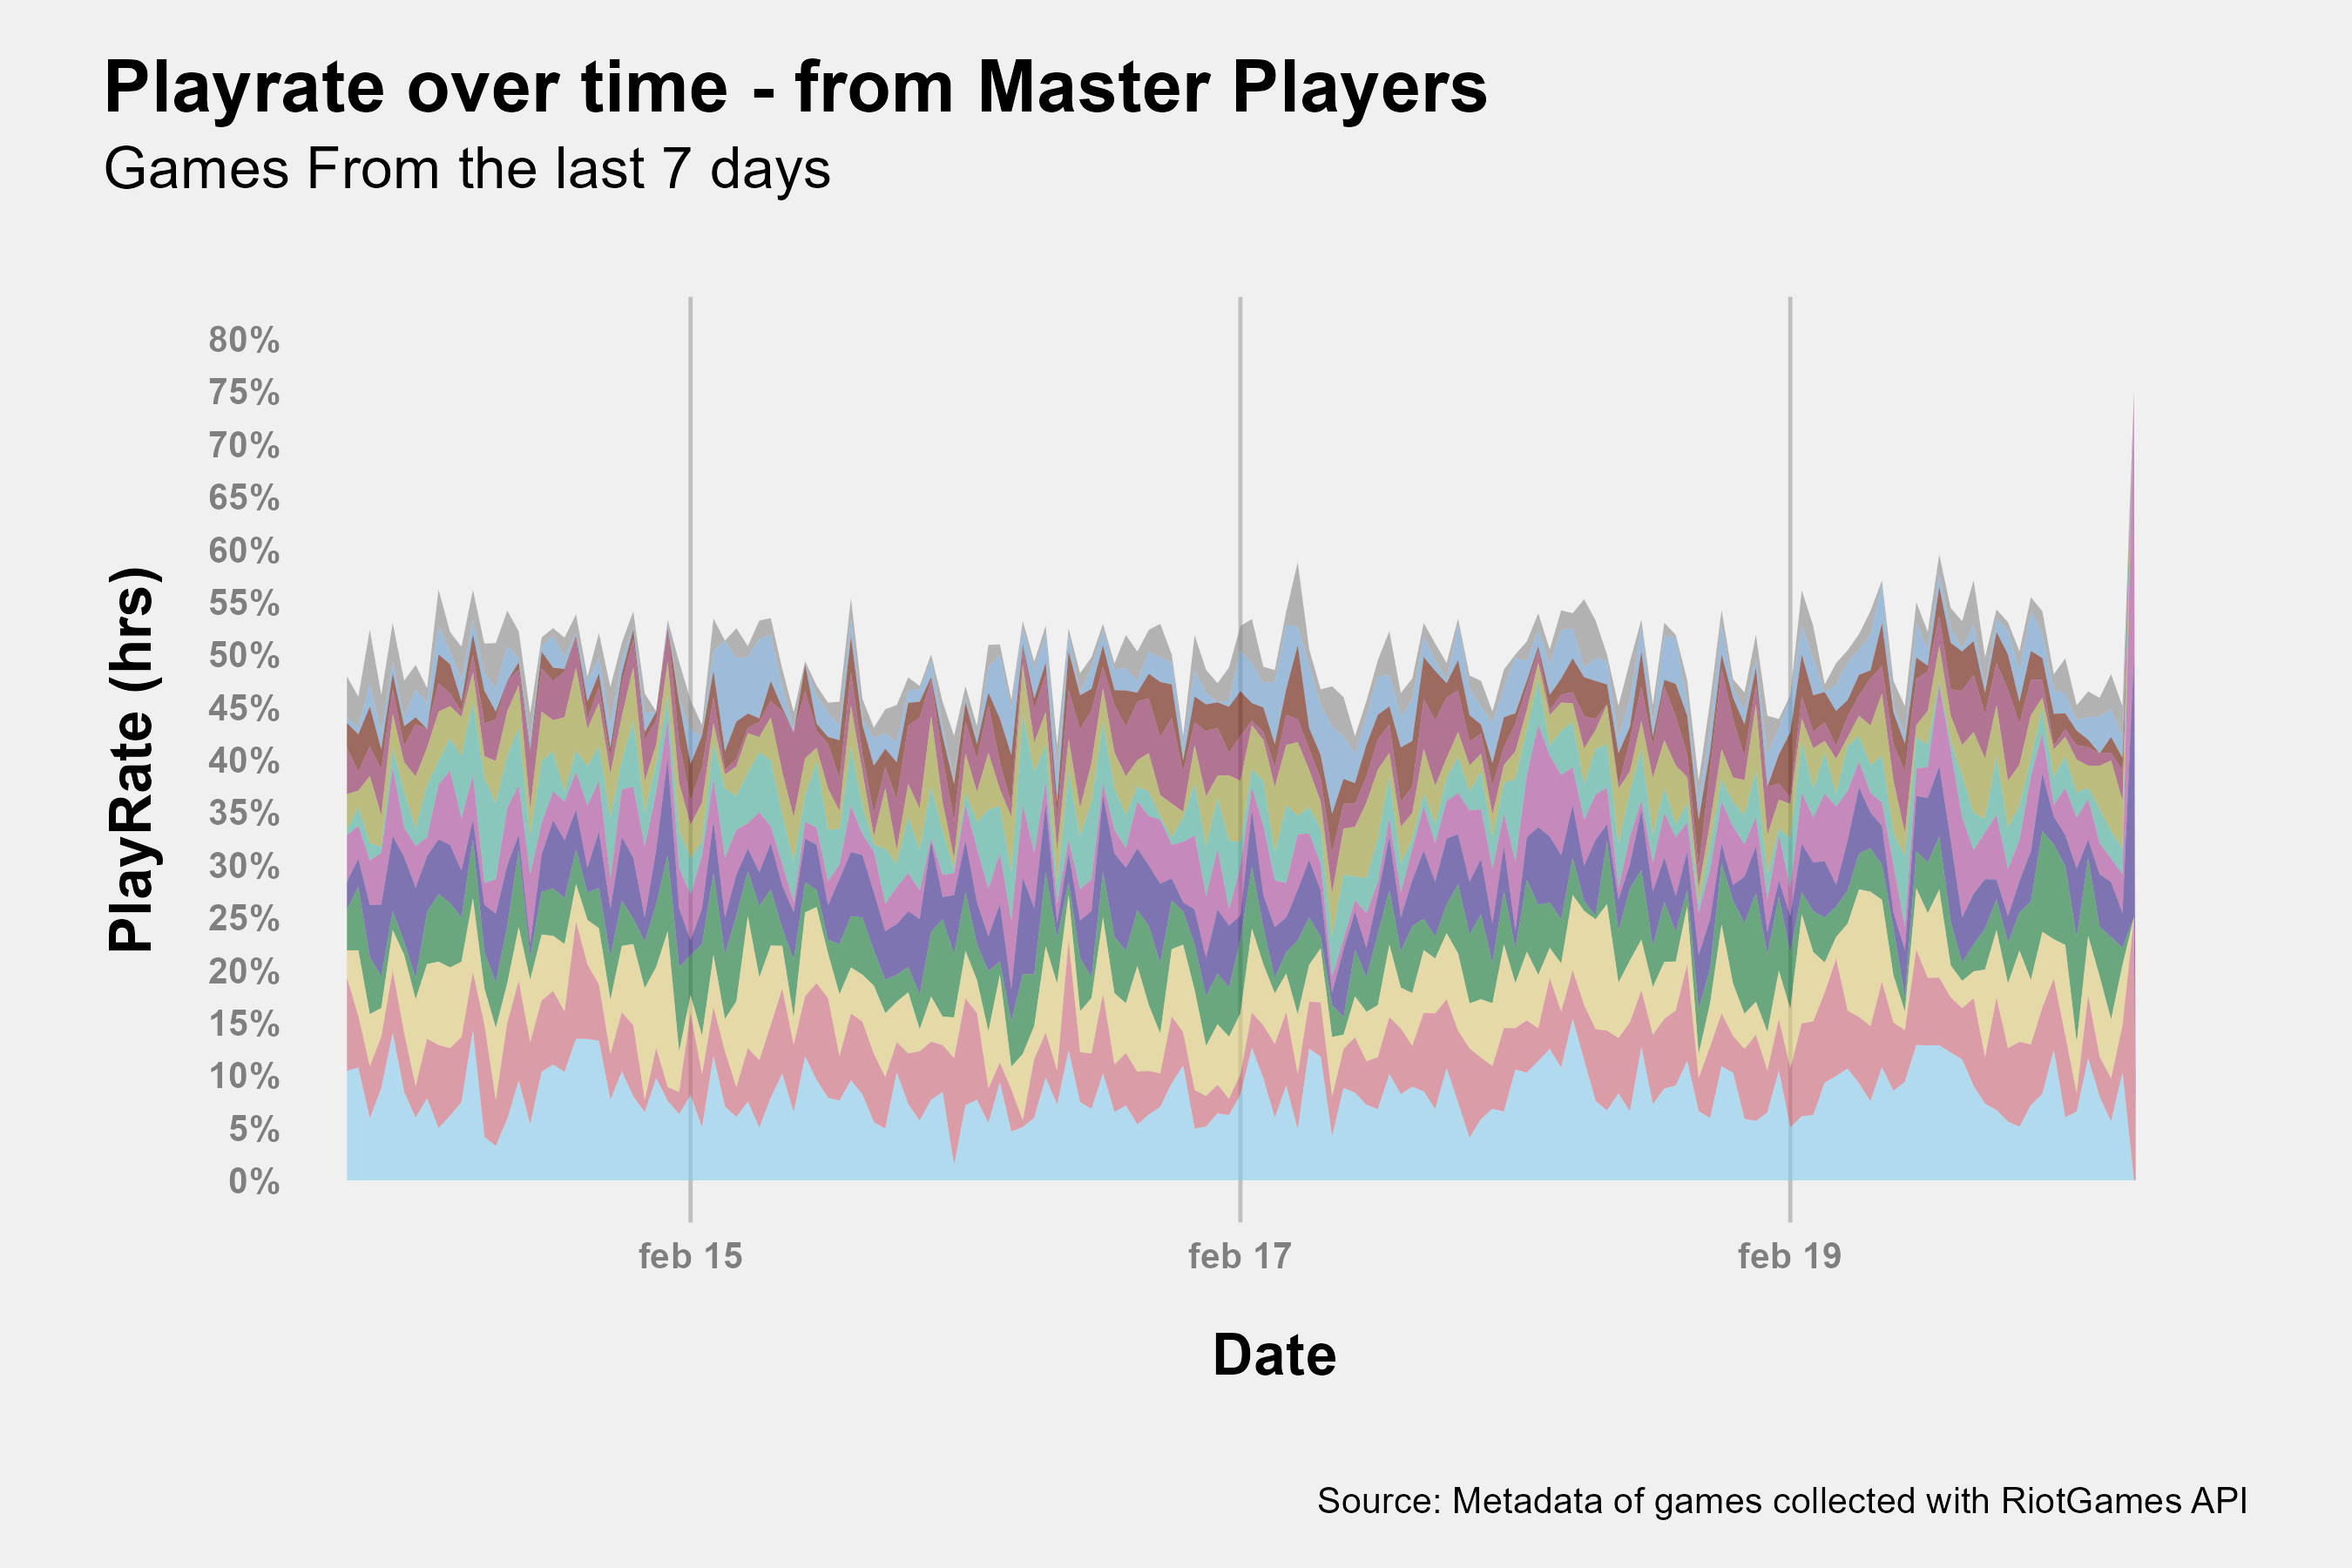 Playrate over time - from Master Players
Games From the last 7 days
PlayRate (hrs)
80%
75%
70%
65%
60%
55%
50%
45%
40%
35%
30%
25%
20%
15%
10%
5%
0%
feb 15
feb 17
feb 19
Date
Source: Metadata of games collected with RiotGames API